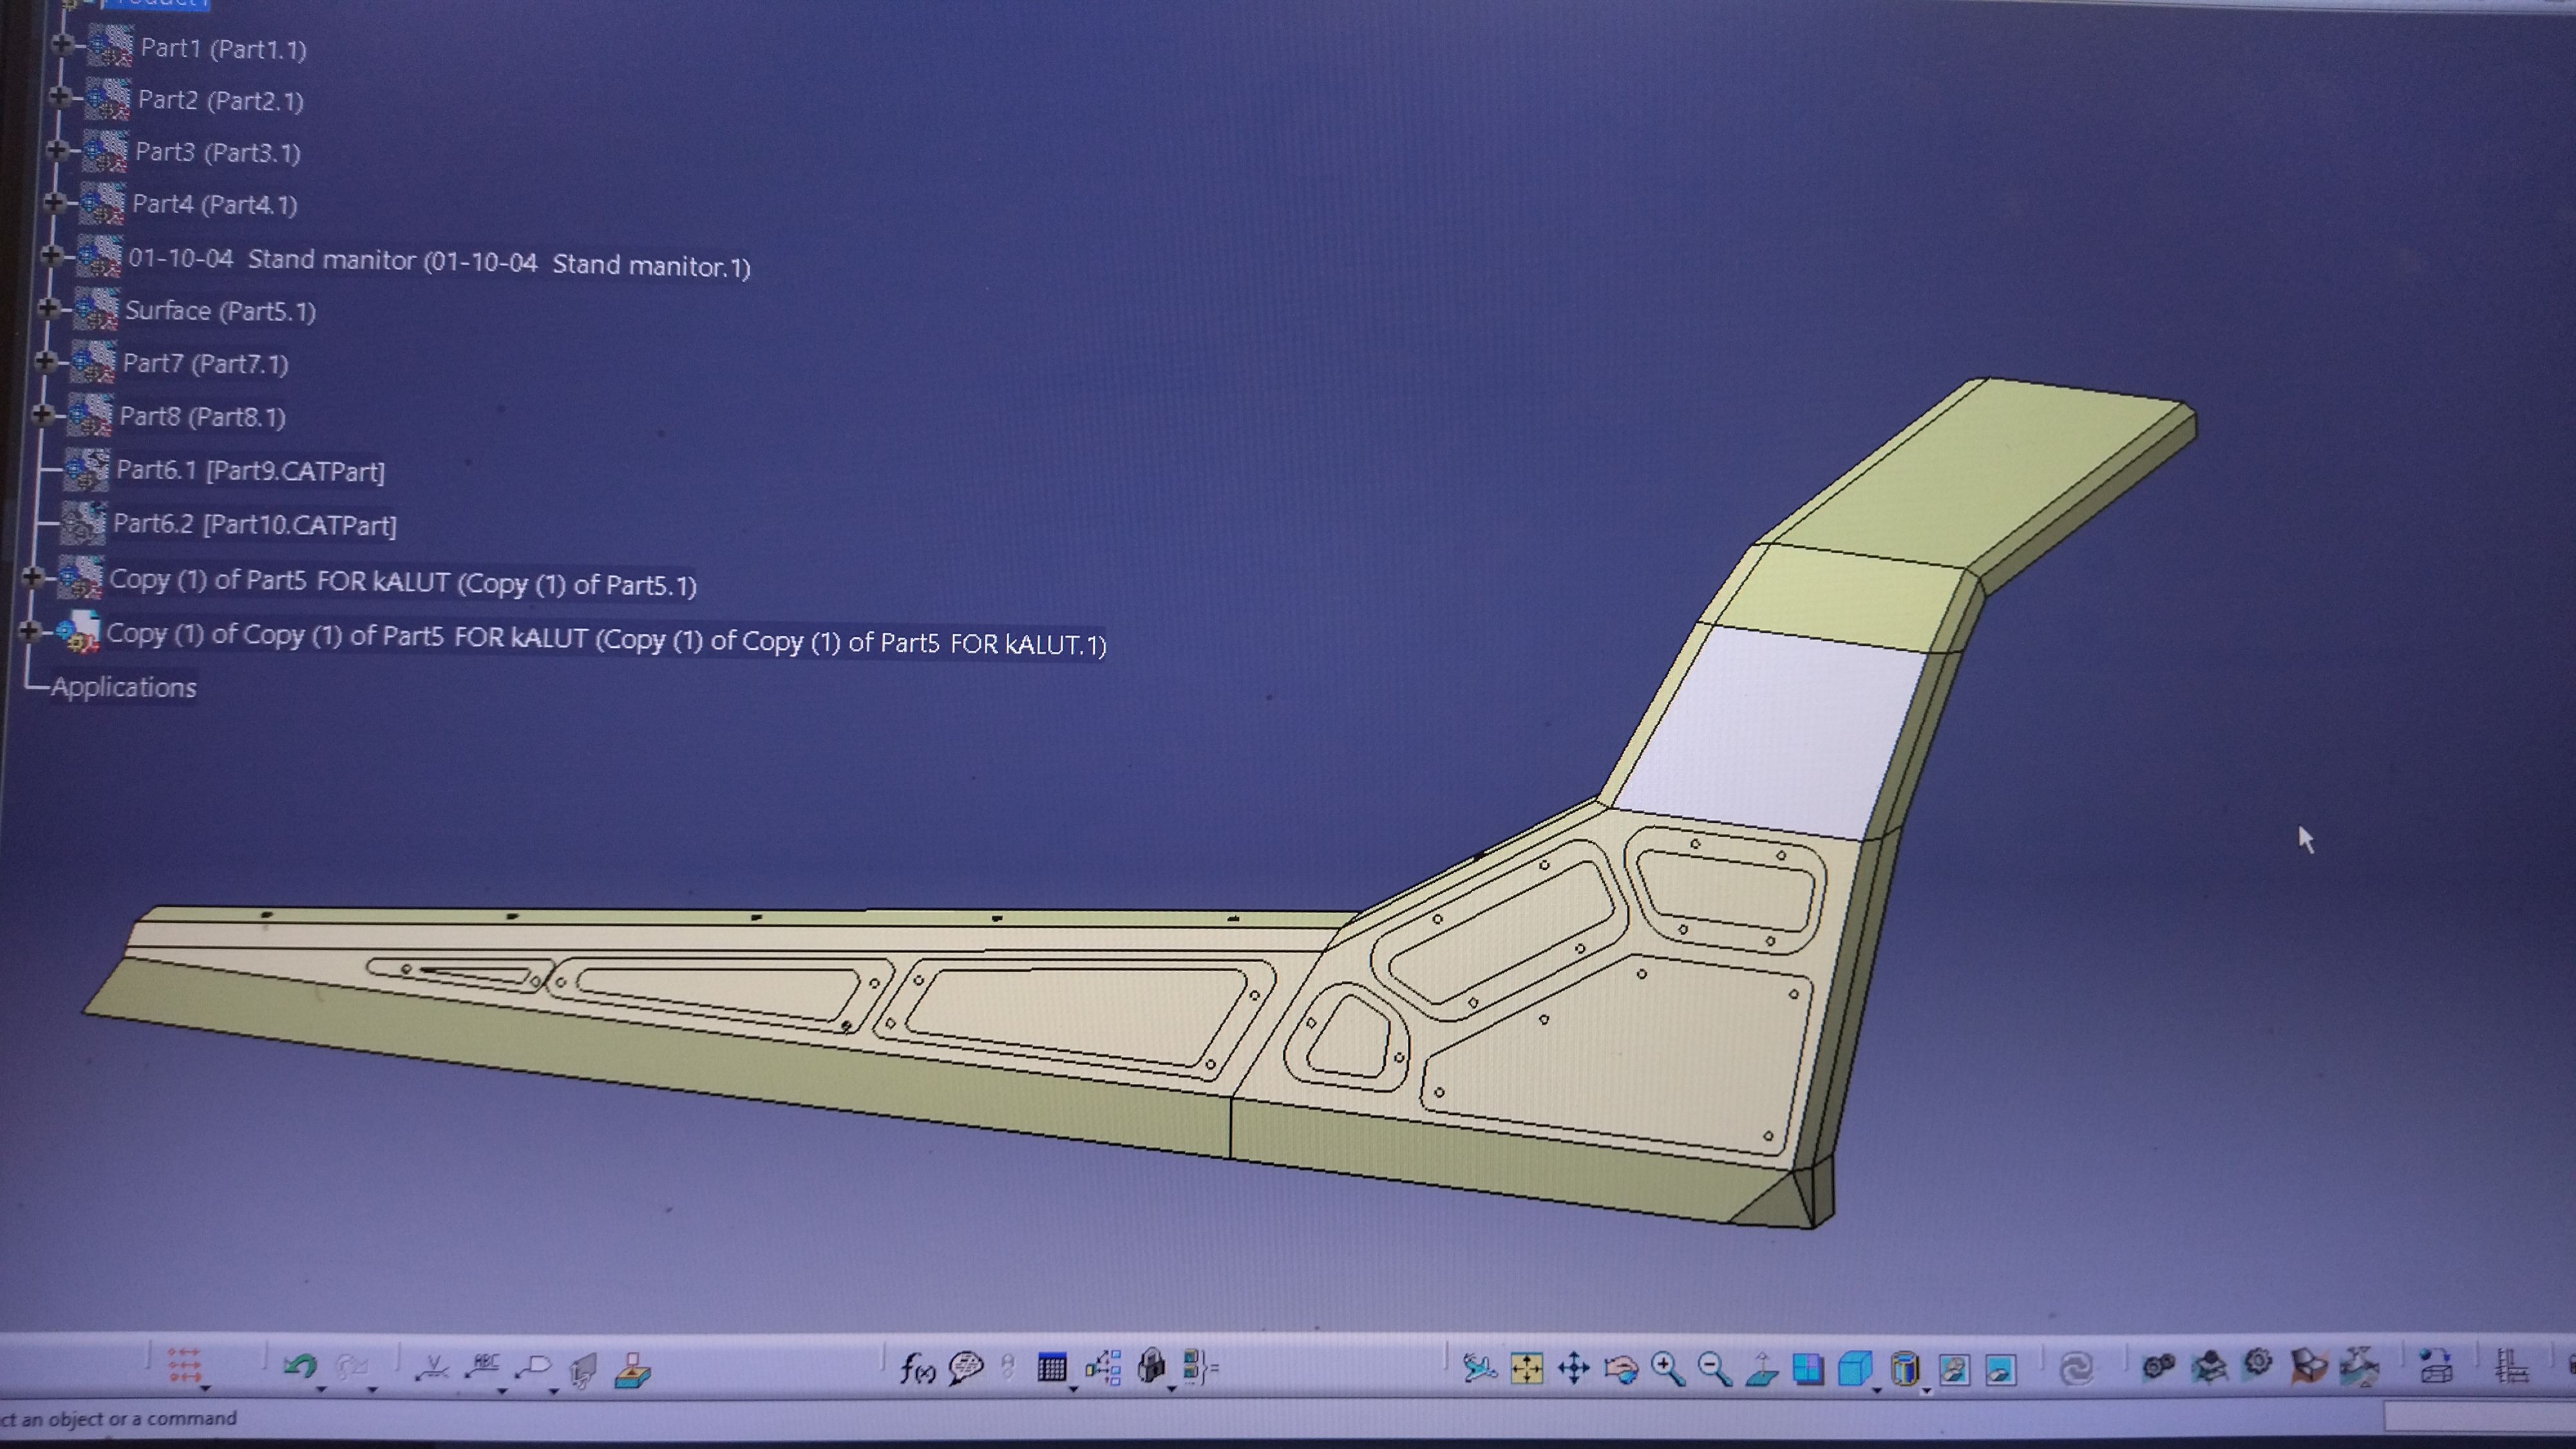 Product1
Part1 (Part1.1)
Part2 (Part2.1)
Part3 (Part3.1)
Part4 (Part4.1)
01-10-04 Stand manitor (01-10-04 Stand manitor.1)
Surface (Part5.1)
Part7 (Part7.1)
Part8 (Part8.1)
Part6.1 [Part9.CATPart]
Part6.2 [Part10.CATPart]
Copy (1) of Part5 FOR kALUT (Copy (1) of Part5.1)
Copy (1) of Copy (1) of Part5 FOR kALUT (Copy (1) of Copy (1) of Part5 FOR kALUT.1)
Applications
ABC
f(x)
ct an object or a command